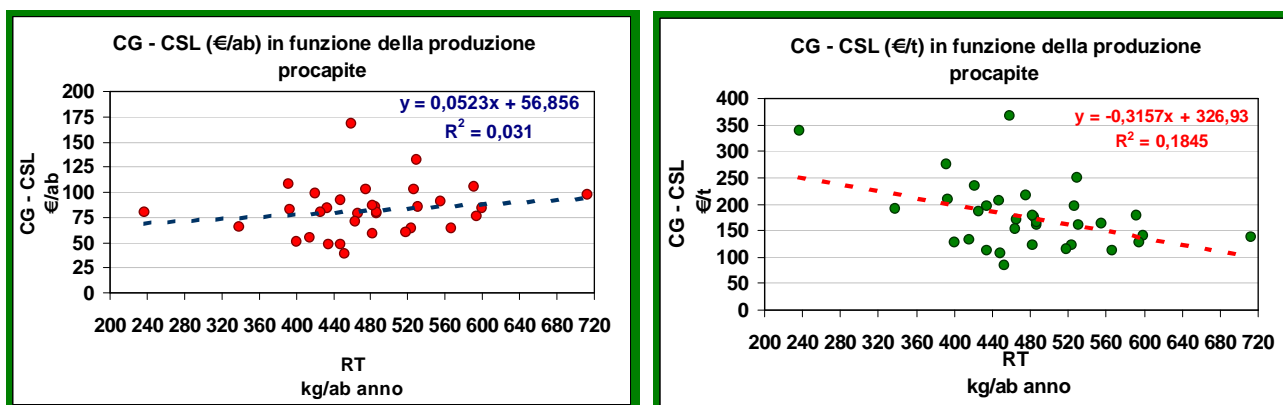 CG - CSL (€/ab) in funzione della produzione
procapite
y = 0,0523x + 56,856
R² = 0,031
200
175
150
125
100
75
50
25
0
CG - CSL
€/ab
200 240 280 320 360 400 440 480 520 560 600 640 680 720
RT
kg/ab anno
CG - CSL (€/t) in funzione della produzione
procapite
y = -0,3157x + 326,93
R² = 0,1845
400
350
300
250
200
150
100
50
0
CG - CSL
€/t
200 240 280 320 360 400 440 480 520 560 600 640 680 720
RT
kg/ab anno